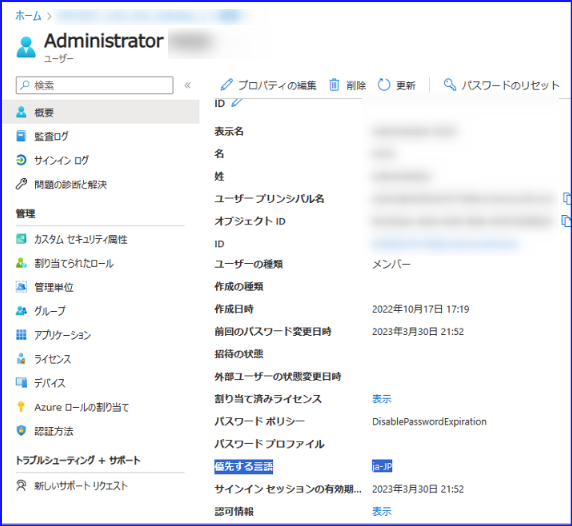 ホーム >
Administrator
ユーザー
検索
«
プロパティの編集 削除 更新 パスワードのリセット
概要
監査ログ
サインイン ログ
問題の診断と解決
管理
カスタム セキュリティ属性
割り当てられたロール
管理単位
グループ
アプリケーション
ライセンス
デバイス
Azure ロールの割り当て
認証方法
トラブルシューティング + サポート
新しいサポート リクエスト
ID
表示名
名
姓
ユーザー プリンシパル名
オブジェクト ID
ID
ユーザーの種類 メンバー
作成の種類
作成日時 2022年10月17日 17:19
前回のパスワード変更日時 2023年3月30日 21:52
招待の状態
外部ユーザーの状態変更日時
割り当て済みライセンス 表示
パスワード ポリシー DisablePasswordExpiration
パスワード プロファイル
優先する言語 ja-JP
サインイン セッションの有効期... 2023年3月30日 21:52
認可情報 表示